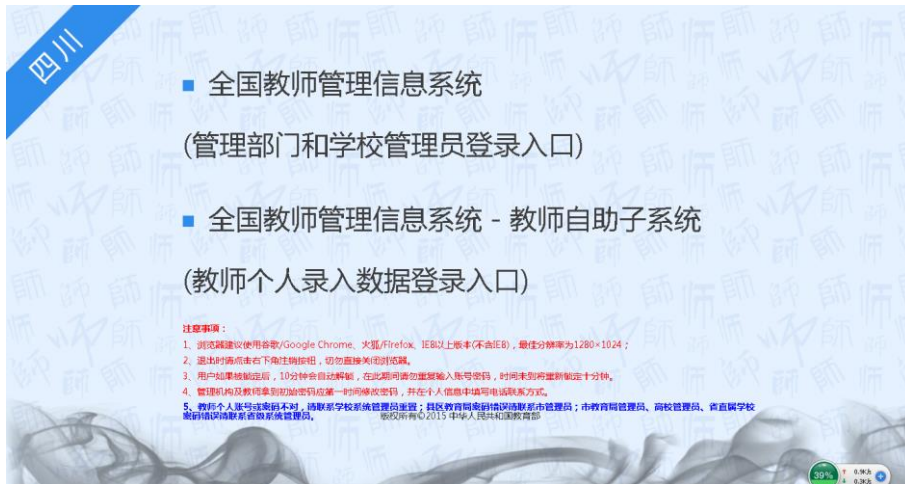 四川
■ 全国教师管理信息系统
(管理部门和学校管理员登录入口)
■ 全国教师管理信息系统 - 教师自助子系统
(教师个人录入数据登录入口)
注意事项：
1、浏览器建议使用谷歌/Google Chrome、火狐/Firefox、IE8以上版本(不含IE8)，最佳分辨率为1280×1024；
2、退出时请点击右下角注销按钮，切勿直接关闭浏览器。
3、用户如果被锁定后，10分钟会自动解锁，在此期间请勿重复输入账号密码，时间未到将重新锁定十分钟。
4、管理机构及教师拿到初始密码应第一时间修改密码，并在个人信息中填写电话联系方式。
5、教师个人账号或密码不对，请联系学校系统管理员重置；县区教育局密码错误请联系市管理员；市教育局管理员、高校管理员、省直属学校
密码错误请联系省级系统管理员。
版权所有©2015 中华人民共和国教育部
39%
0.9K/s
0.3K/s